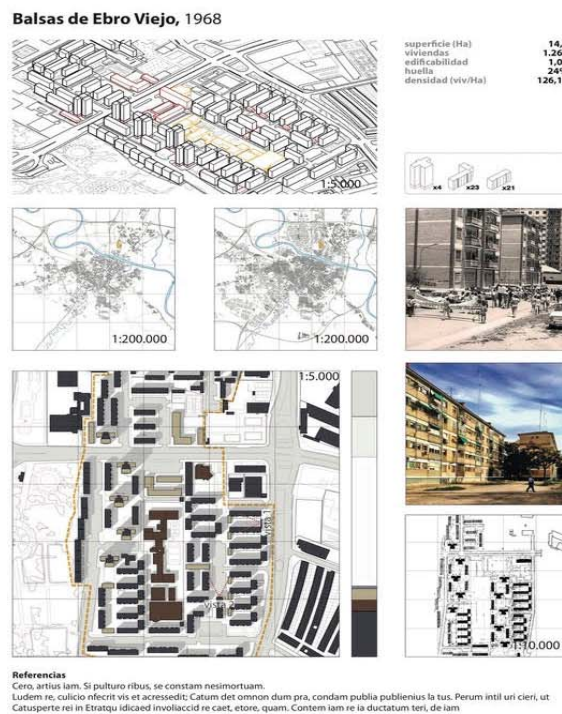 Balsas de Ebro Viejo, 1968
superficie (Ha) 14,
viviendas 1.26
edificabilidad 1,0
huella 24
densidad (viv/Ha) 126,1
1:5.000
x4 x23 x21
1:200.000
1:200.000
1:5.000
vista 1
vista
1:10.000
Referencias
Cero, artius iam. Si pulturo ribus, se constam nesimortuam.
Ludem re, culicio nfecrit vis et acressedit; Catum det omnon dum pra, condam publia publienius la tus. Perum intil uri cieri, ut
Catusperte rei in Etratqu idicaed involiaccid re caet, etore, quam. Contem iam re ia ductatum teri, de iam